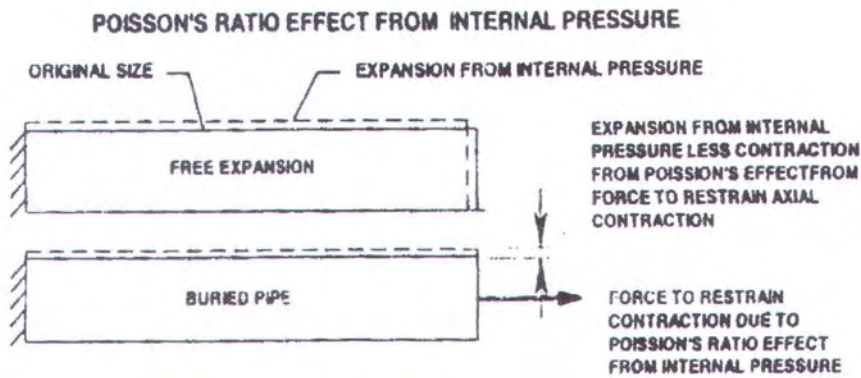 POISSON'S RATIO EFFECT FROM INTERNAL PRESSURE
ORIGINAL SIZE
EXPANSION FROM INTERNAL PRESSURE
FREE EXPANSION
EXPANSION FROM INTERNAL
PRESSURE LESS CONTRACTION
FROM POISSION'S EFFECTFROM
FORCE TO RESTRAIN AXIAL
CONTRACTION
BURIED PIPE
FORCE TO RESTRAIN
CONTRACTION DUE TO
POISSION'S RATIO EFFECT
FROM INTERNAL PRESSURE